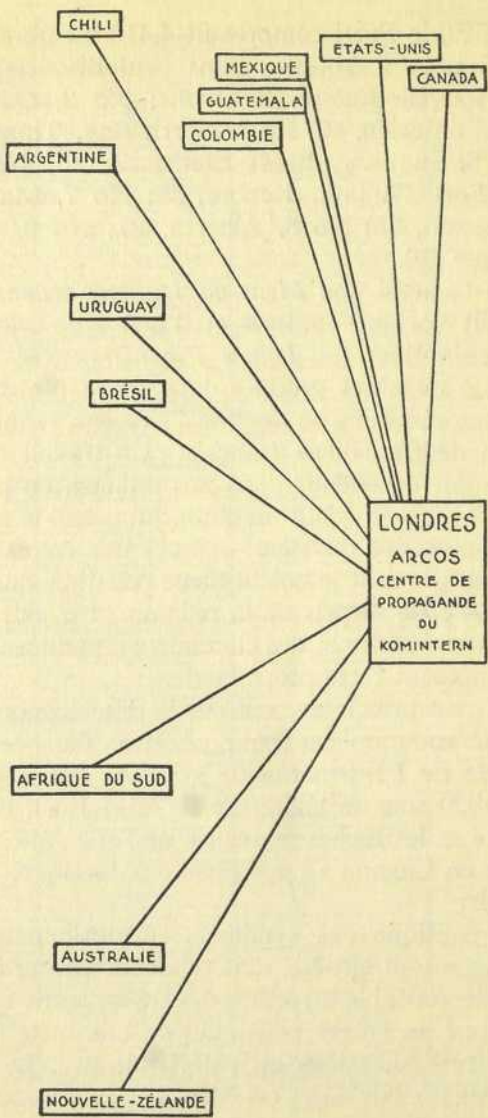 CHILI
ETATS-UNIS
MEXIQUE
CANADA
GUATEMALA
COLOMBIE
ARGENTINE
URUGUAY
BRÉSIL
LONDRES
ARCOS
CENTRE DE
PROPAGANDE
DU
KOMINTERN
AFRIQUE DU SUD
AUSTRALIE
NOUVELLE-ZÉLANDE